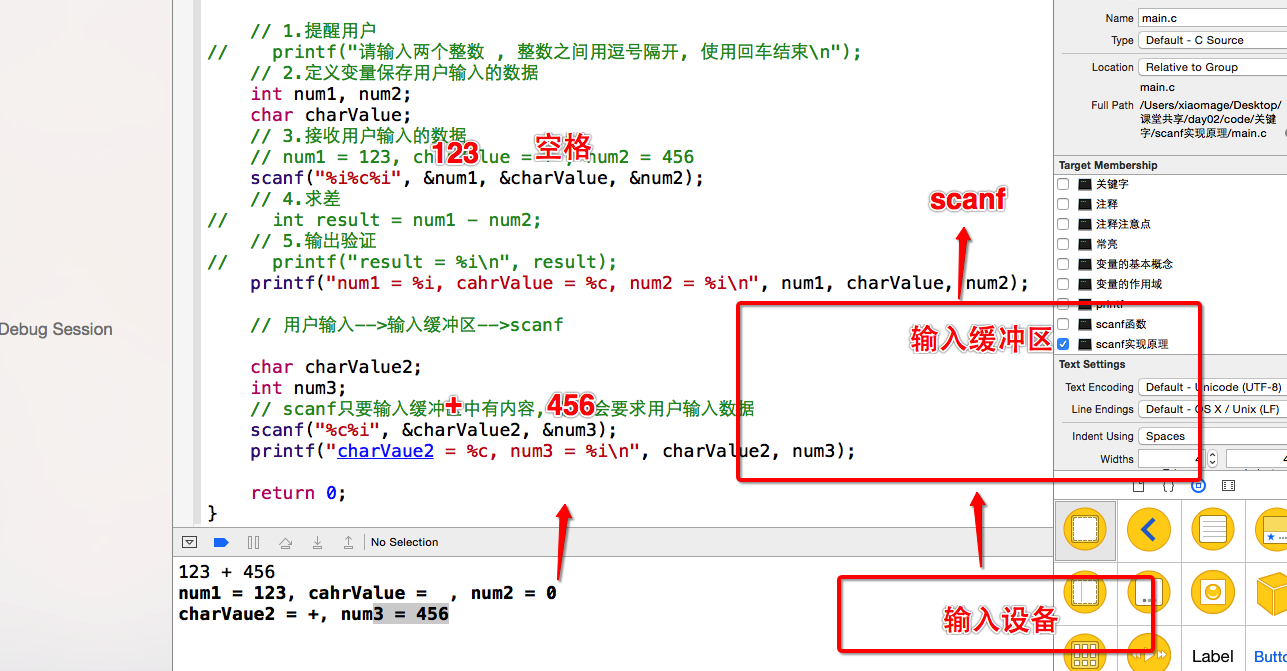 // 1.提醒用户
// printf("请输入两个整数 , 整数之间用逗号隔开, 使用回车结束\n");
// 2.定义变量保存用户输入的数据
int num1, num2;
char charValue;
// 3.接收用户输入的数据
123
空格
// num1 = 123, ch lue = num2 = 456
scanf("%i%c%i", &num1, &charValue, &num2);
// 4.求差
// int result = num1 - num2;
// 5.输出验证
// printf("result = %i\n", result);
printf("num1 = %i, cahrValue = %c, num2 = %i\n", num1, charValue, num2);
// 用户输入-->输入缓冲区-->scanf
char charValue2;
int num3;
// scanf只要输入缓冲 中有内容, 会要求用户输入数据
+
456
scanf("%c%i", &charValue2, &num3);
printf("charVaue2 = %c, num3 = %i\n", charValue2, num3);
return 0;
}
scanf
输入缓冲区
输入设备
Debug Session
No Selection
123 + 456
num1 = 123, cahrValue =  , num2 = 0
charVaue2 = +, num3 = 456
Name main.c
Type Default - C Source
Location Relative to Group
main.c
Full Path /Users/xiaomage/Desktop/
课堂共享/day02/code/关键
字/scanf实现原理/main.c
Target Membership
关键字
注释
注释注意点
常亮
变量的基本概念
变量的作用域
printf
scanf函数
scanf实现原理
Text Settings
Text Encoding Default - Unicode (UTF-8)
Line Endings Default - OS X / Unix (LF)
Indent Using Spaces
Widths 4
{ }
Label